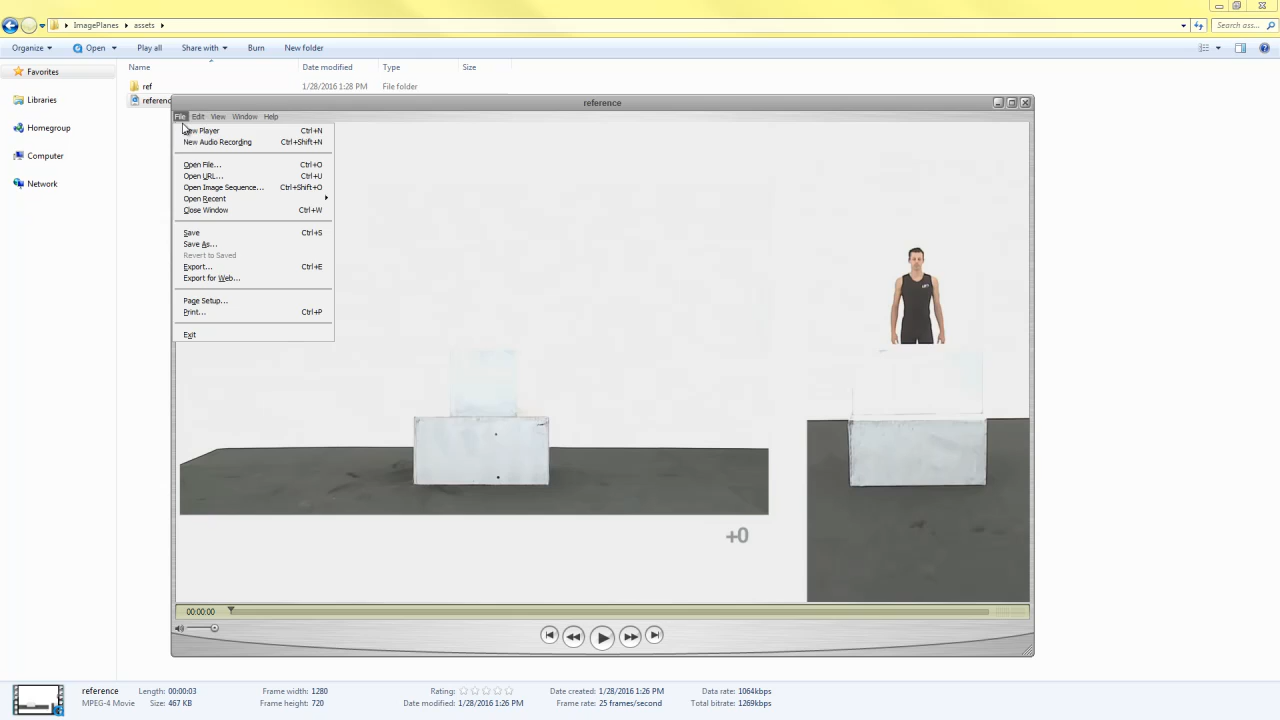 ImagePlanes
assets
Search ass...
Organize
Open
Play all
Share with
Burn
New folder
Name
Date modified
Type
Size
Favorites
Libraries
Homegroup
Computer
Network
ref
1/28/2016 1:28 PM
File folder
reference
File Edit View Window Help
Player Ctrl+N
New Audio Recording Ctrl+Shift+N
Open File... Ctrl+O
Open URL... Ctrl+U
Open Image Sequence... Ctrl+Shift+O
Open Recent
Close Window Ctrl+W
Save Ctrl+S
Save As...
Revert to Saved
Export... Ctrl+E
Export for Web...
Page Setup...
Print... Ctrl+P
Exit
+0
00:00:00
reference Length: 00:00:03 Frame width: 1280 Rating: Date created: 1/28/2016 1:26 PM Data rate: 1064kbps
MPEG-4 Movie Size: 467 KB Frame height: 720 Date modified: 1/28/2016 1:26 PM Frame rate: 25 frames/second Total bitrate: 1269kbps